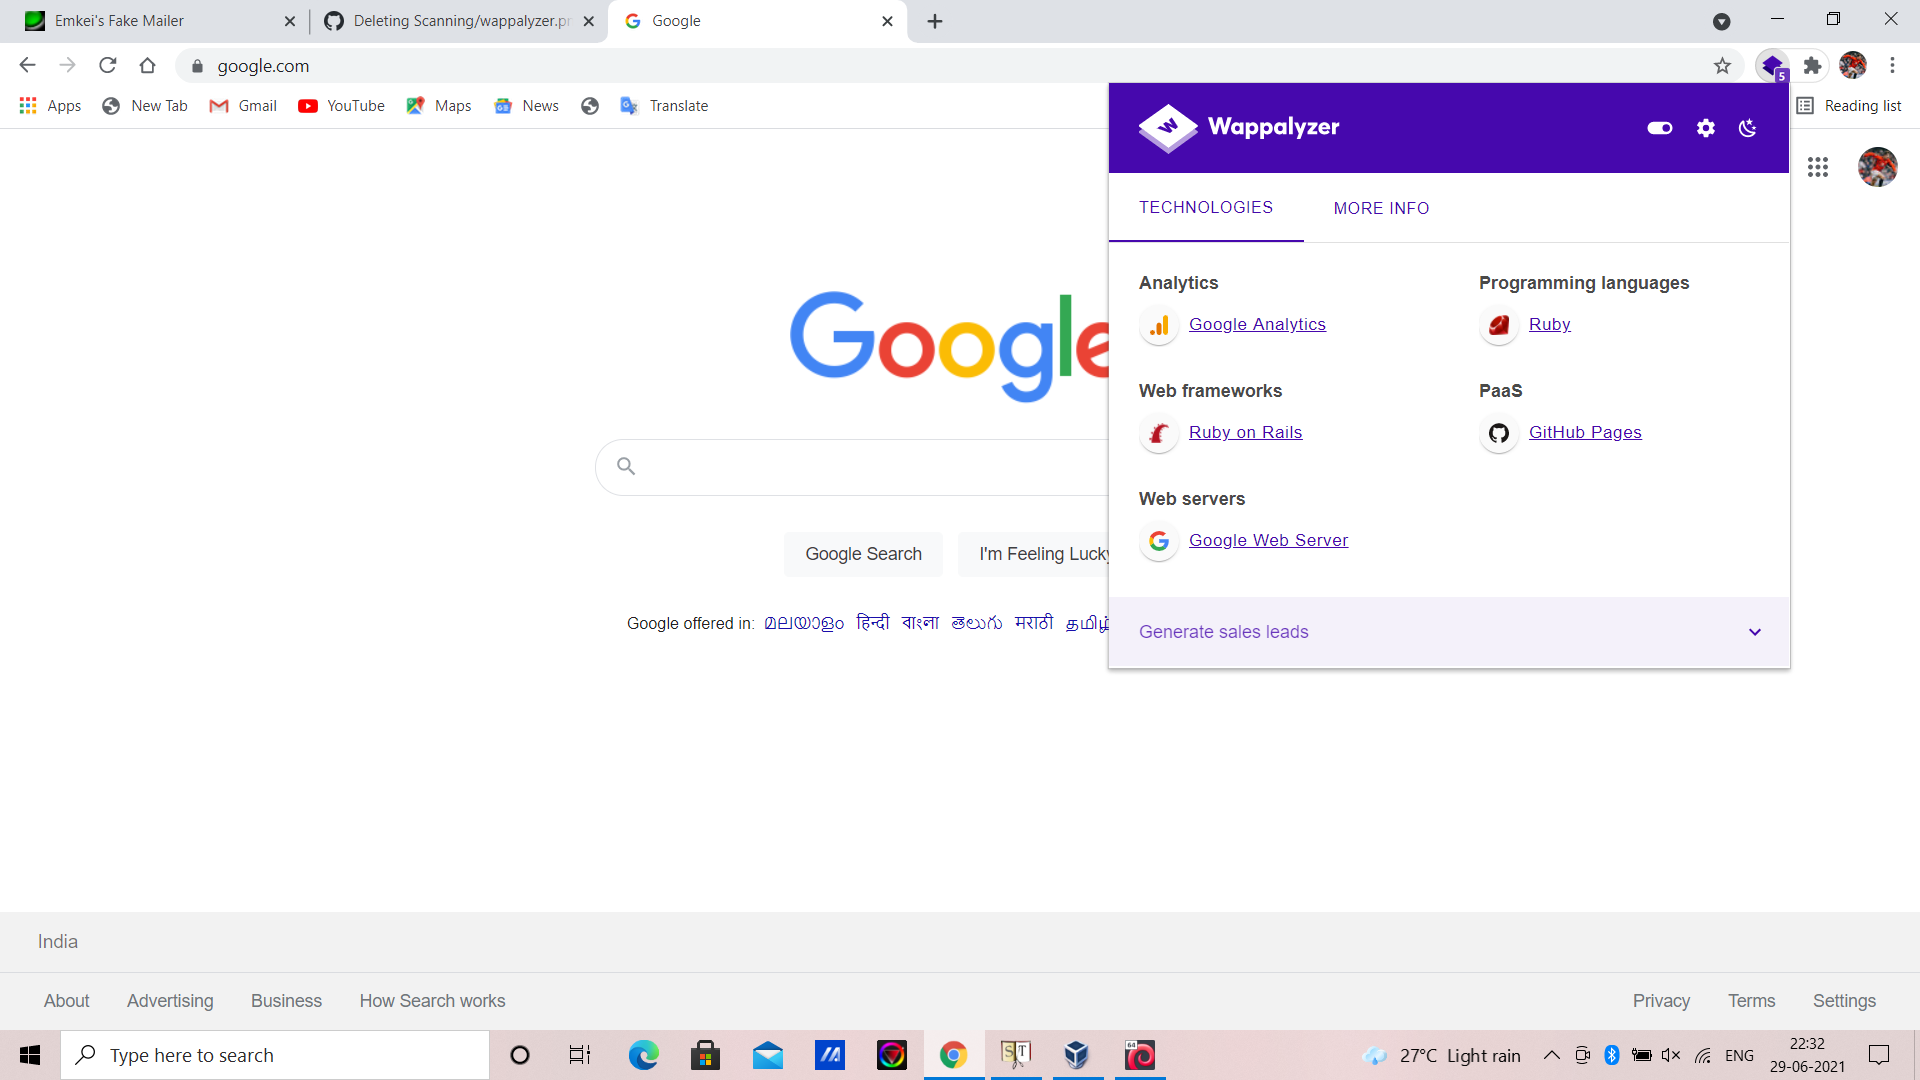 Emkei's Fake Mailer
Deleting Scanning/wappalyzer.pn
Google
google.com
5
Apps
New Tab
Gmail
YouTube
Maps
News
Translate
Reading list
Wappalyzer
TECHNOLOGIES
MORE INFO
Analytics
Programming languages
Google Analytics
Ruby
Web frameworks
PaaS
Ruby on Rails
GitHub Pages
Web servers
Google Web Server
Generate sales leads
Google
Google Search
I'm Feeling Lucky
Google offered in: മലയാളം हिन्दी বাংলা తెలుగు मराठी தமிழ்
India
About
Advertising
Business
How Search works
Privacy
Terms
Settings
Type here to search
ST
64
27°C Light rain
ENG
22:32
29-06-2021